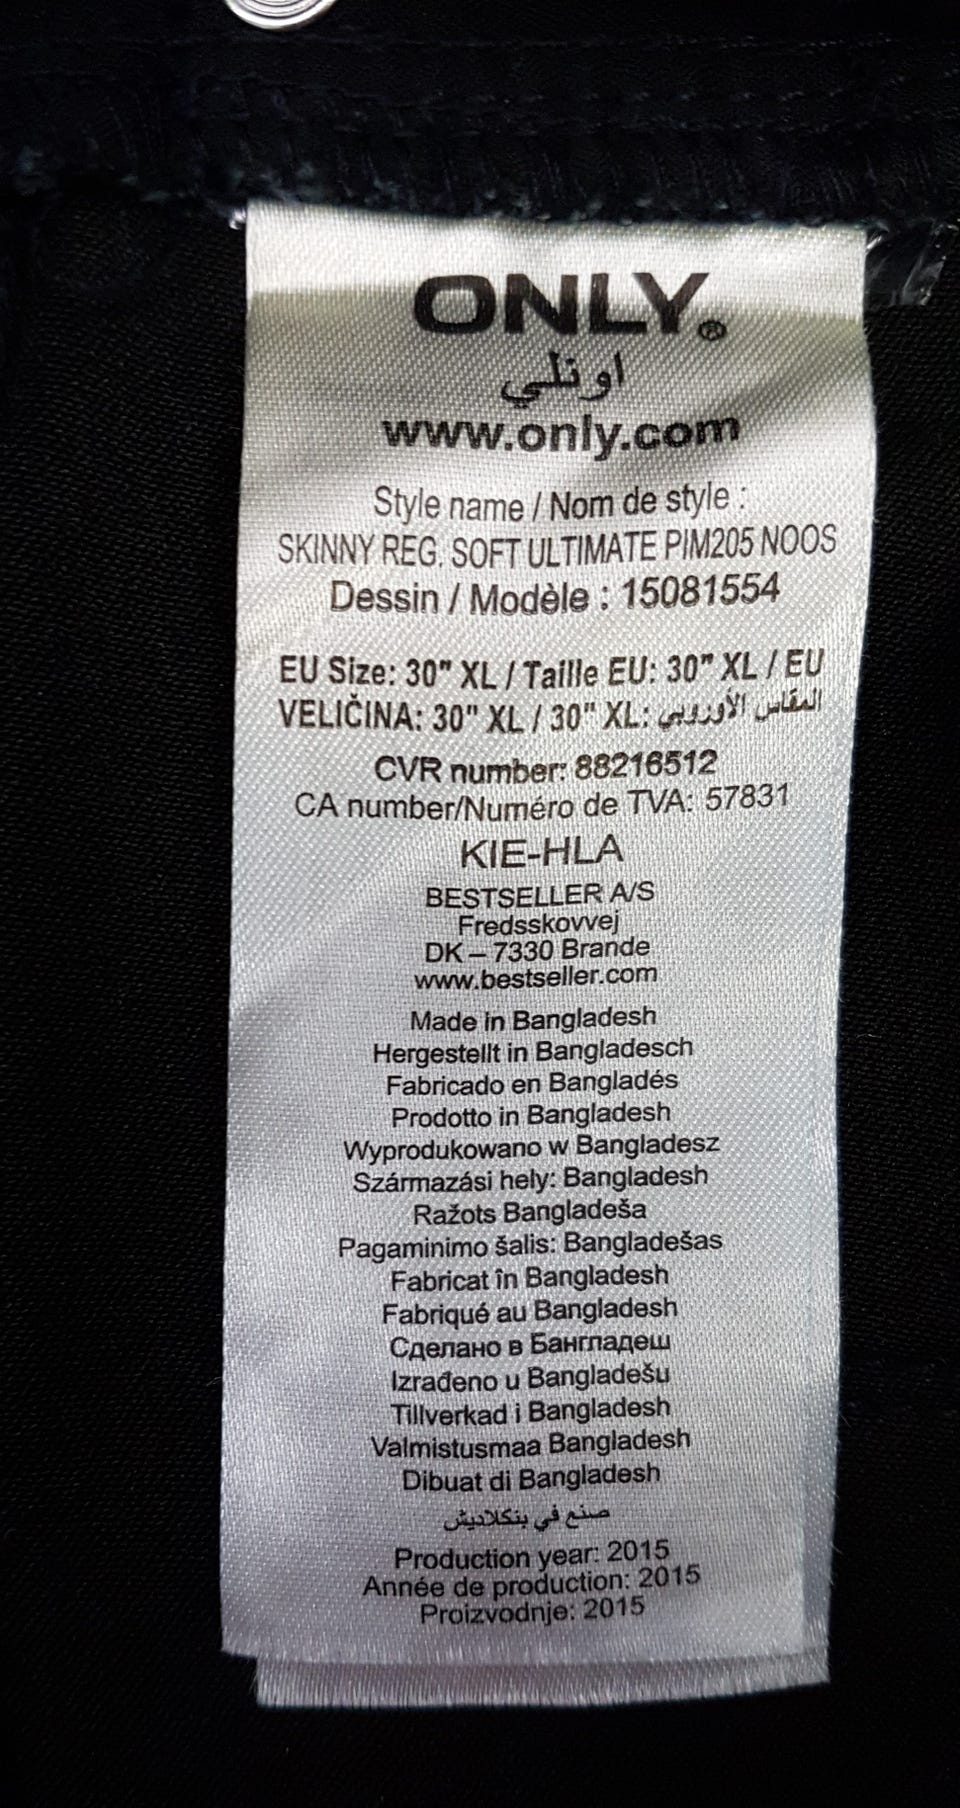 ONLY®
اونلي
www.only.com
Style name / Nom de style :
SKINNY REG. SOFT ULTIMATE PIM205 NOOS
Dessin / Modèle : 15081554
EU Size: 30" XL / Taille EU: 30" XL / EU
VELIČINA: 30" XL / 30" XL: المقاس الأوروبي
CVR number: 88216512
CA number/Numéro de TVA: 57831
KIE-HLA
BESTSELLER A/S
Fredsskovvej
DK – 7330 Brande
www.bestseller.com
Made in Bangladesh
Hergestellt in Bangladesch
Fabricado en Bangladés
Prodotto in Bangladesh
Wyprodukowano w Bangladesz
Származási hely: Bangladesh
Ražots Bangladeša
Pagaminimo šalis: Bangladešas
Fabricat în Bangladesh
Fabriqué au Bangladesh
Сделано в Бангладеш
Izrađeno u Bangladešu
Tillverkad i Bangladesh
Valmistusmaa Bangladesh
Dibuat di Bangladesh
صنع في بنكلاديش
Production year: 2015
Année de production: 2015
Proizvodnje: 2015